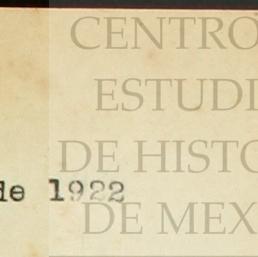 CENTRO
ESTUDI
DE HISTO
de 1922
DE MEX